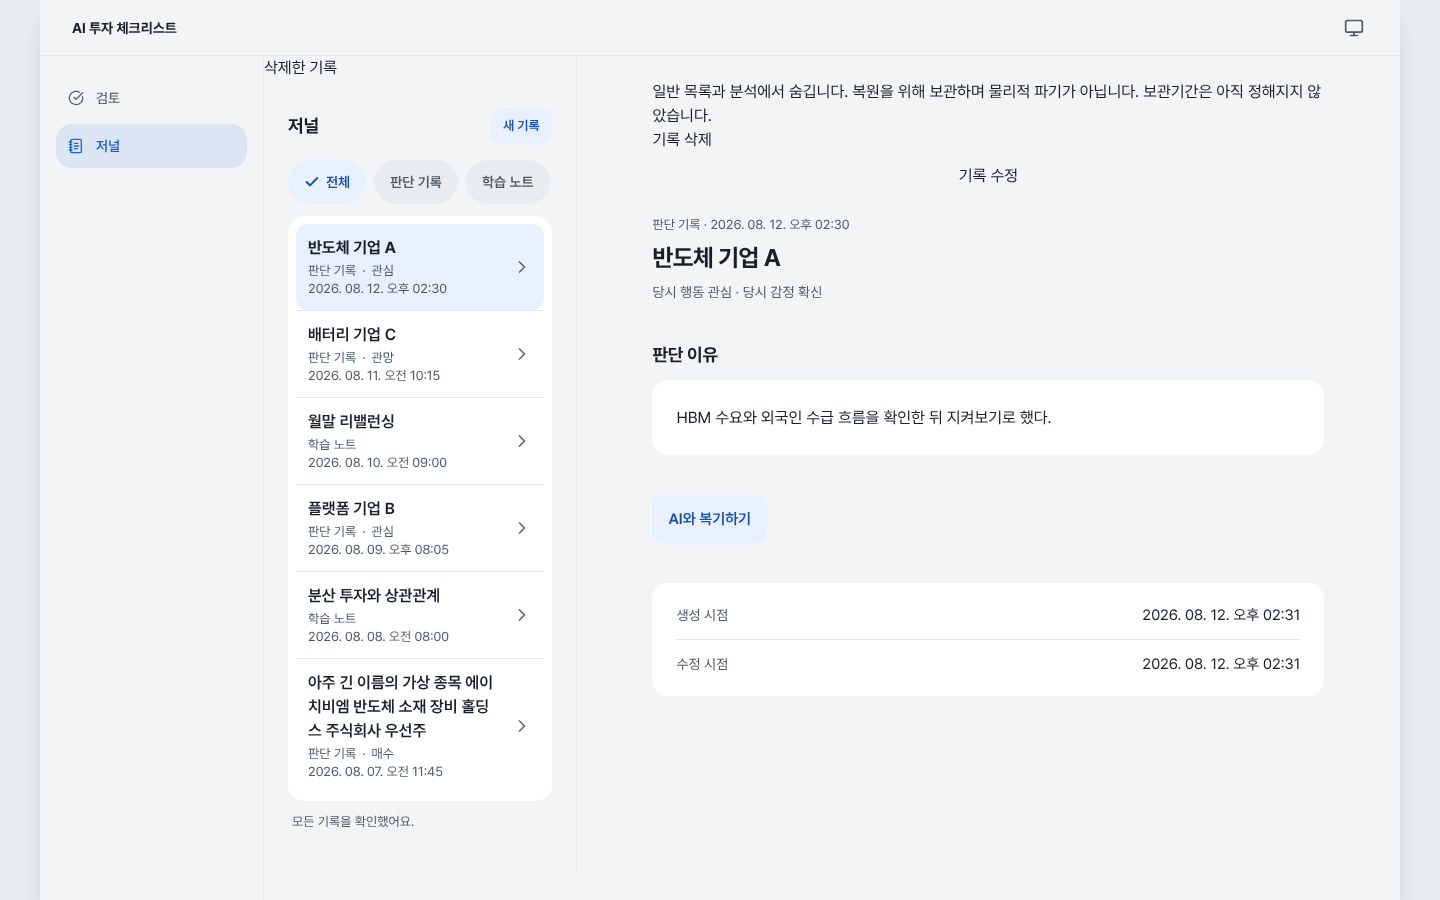 AI 투자 체크리스트
검토
저널
삭제한 기록
저널
새 기록
전체
판단 기록
학습 노트
반도체 기업 A
판단 기록 · 관심
2026. 08. 12. 오후 02:30
배터리 기업 C
판단 기록 · 관망
2026. 08. 11. 오전 10:15
월말 리밸런싱
학습 노트
2026. 08. 10. 오전 09:00
플랫폼 기업 B
판단 기록 · 관심
2026. 08. 09. 오후 08:05
분산 투자와 상관관계
학습 노트
2026. 08. 08. 오전 08:00
아주 긴 이름의 가상 종목 에이
치비엠 반도체 소재 장비 홀딩
스 주식회사 우선주
판단 기록 · 매수
2026. 08. 07. 오전 11:45
모든 기록을 확인했어요.
일반 목록과 분석에서 숨깁니다. 복원을 위해 보관하며 물리적 파기가 아닙니다. 보관기간은 아직 정해지지 않
았습니다.
기록 삭제
기록 수정
판단 기록 · 2026. 08. 12. 오후 02:30
반도체 기업 A
당시 행동 관심 · 당시 감정 확신
판단 이유
HBM 수요와 외국인 수급 흐름을 확인한 뒤 지켜보기로 했다.
AI와 복기하기
생성 시점
2026. 08. 12. 오후 02:31
수정 시점
2026. 08. 12. 오후 02:31